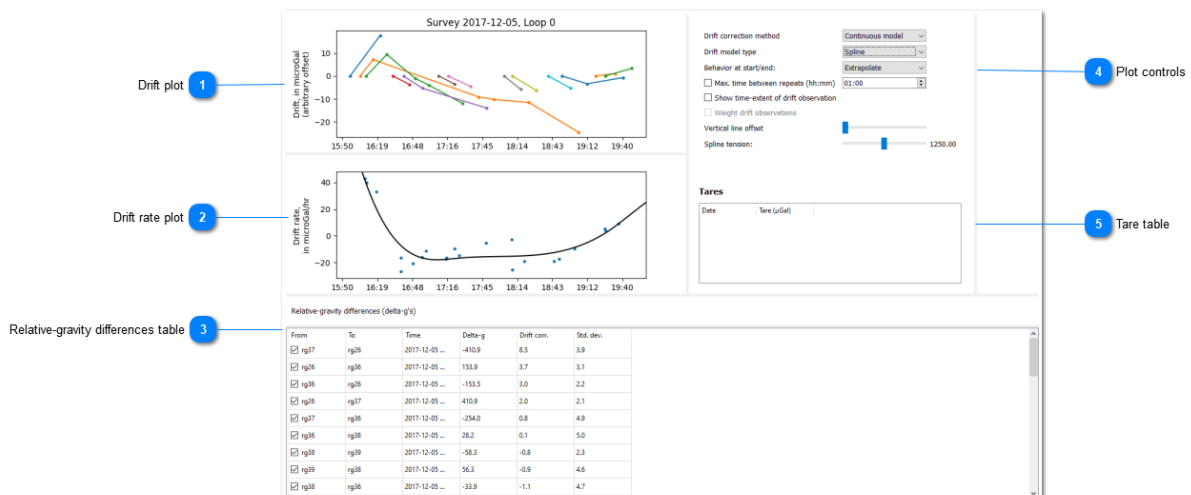 Survey 2017-12-05, Loop 0
Drift, in microGal
(arbitrary offset)
10
0
−10
−20
15:50 16:19 16:48 17:16 17:45 18:14 18:43 19:12 19:40
Drift plot 1
Drift rate,
in microGal/hr
40
20
0
−20
15:50 16:19 16:48 17:16 17:45 18:14 18:43 19:12 19:40
Drift rate plot 2
Drift correction method Continuous model
Drift model type Spline
Behavior at start/end: Extrapolate
Max. time between repeats (hh:mm) 01:00
Show time-extent of drift observation
Weight drift observations
Vertical line offset
Spline tension: 1250.00
4 Plot controls
Tares
Date Tare (μGal)
5 Tare table
Relative-gravity differences (delta-g's)
Relative-gravity differences table 3
From To Time Delta-g Drift corr. Std. dev.
rg37 rg26 2017-12-05 ... -410.9 8.5 3.9
rg26 rg36 2017-12-05 ... 153.9 3.7 3.1
rg36 rg26 2017-12-05 ... -153.5 3.0 2.2
rg26 rg37 2017-12-05 ... 410.9 2.0 2.1
rg37 rg36 2017-12-05 ... -254.0 0.8 4.9
rg36 rg38 2017-12-05 ... 28.2 0.1 5.0
rg38 rg39 2017-12-05 ... -58.3 -0.8 2.3
rg39 rg38 2017-12-05 ... 56.3 -0.9 4.6
rg38 rg36 2017-12-05 ... -33.9 -1.1 4.7